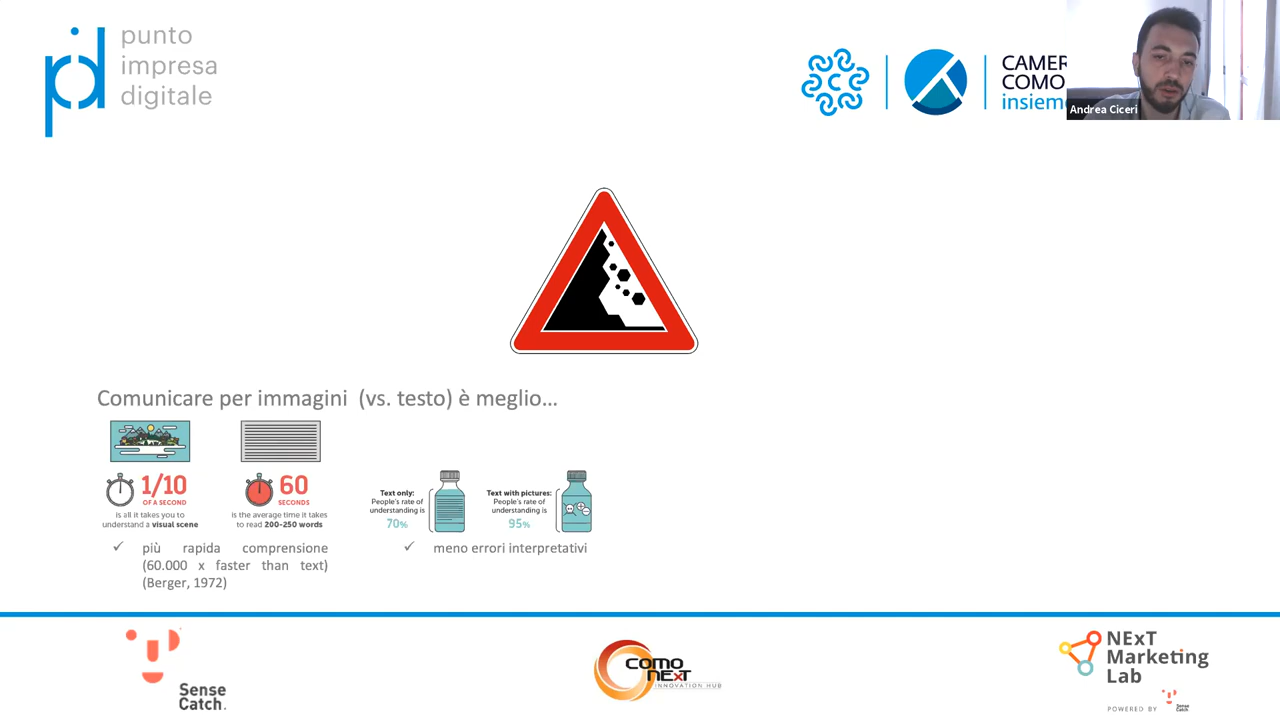 punto
impresa
digitale
CAMER
COMO
insiem
Andrea Ciceri
Comunicare per immagini (vs. testo) è meglio...
1/10
OF A SECOND
is all it takes you to
understand a visual scene
60
SECONDS
is the average time it takes
to read 200-250 words
Text only:
People's rate of
understanding is
70%
Text with pictures:
People's rate of
understanding is
95%
✓ più rapida comprensione
(60.000 x faster than text)
(Berger, 1972)
✓ meno errori interpretativi
Sense
Catch.
COMO
NExT
INNOVATION HUB
NExT
Marketing
Lab
POWERED BY
Sense
Catch